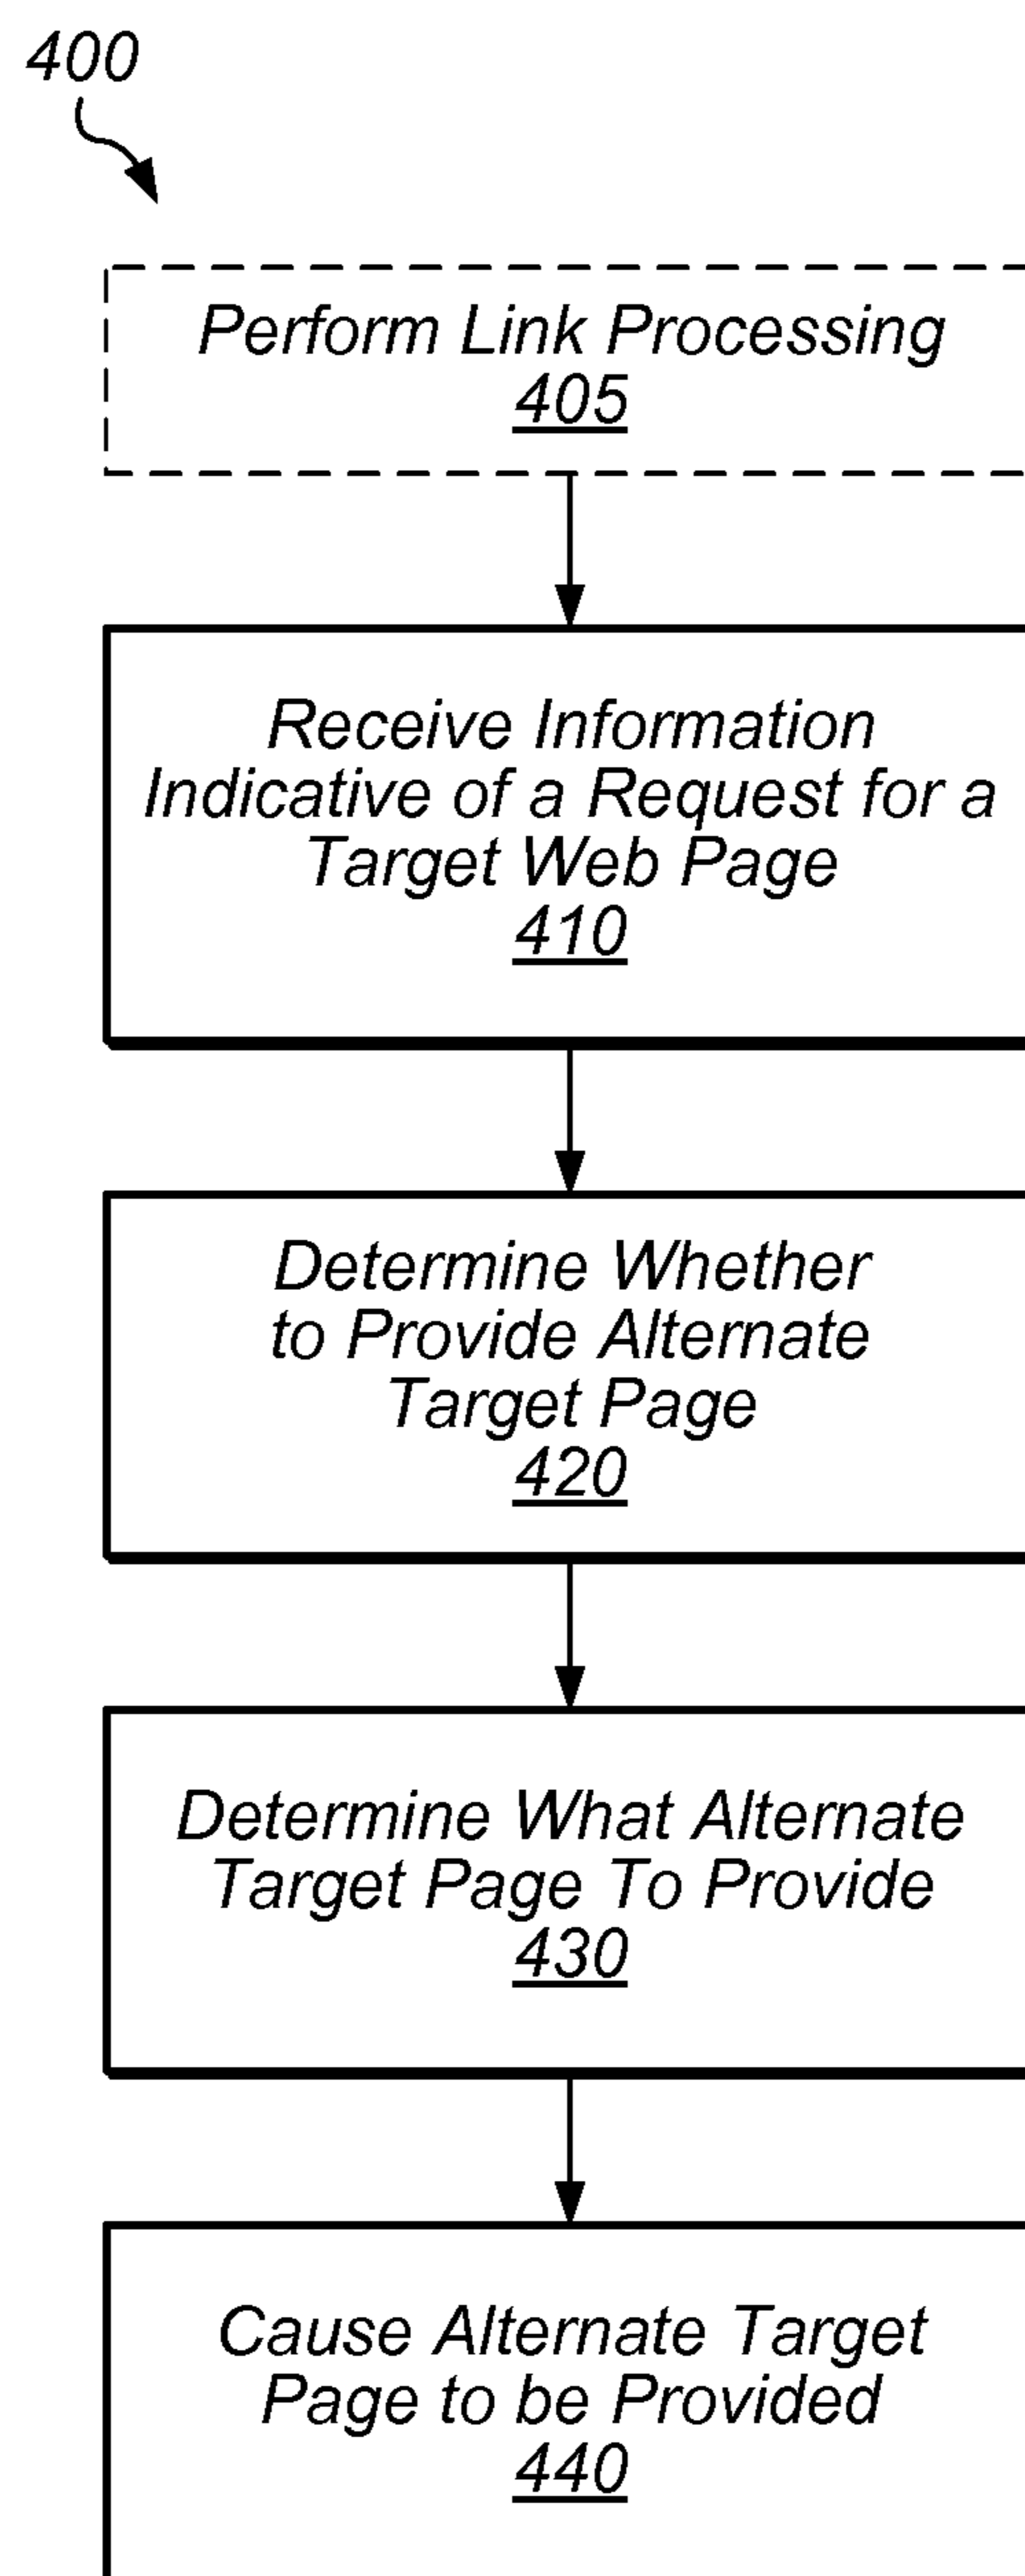 400
Perform Link Processing
405
Receive Information
Indicative of a Request for a
Target Web Page
410
Determine Whether
to Provide Alternate
Target Page
420
Determine What Alternate
Target Page To Provide
430
Cause Alternate Target
Page to be Provided
440